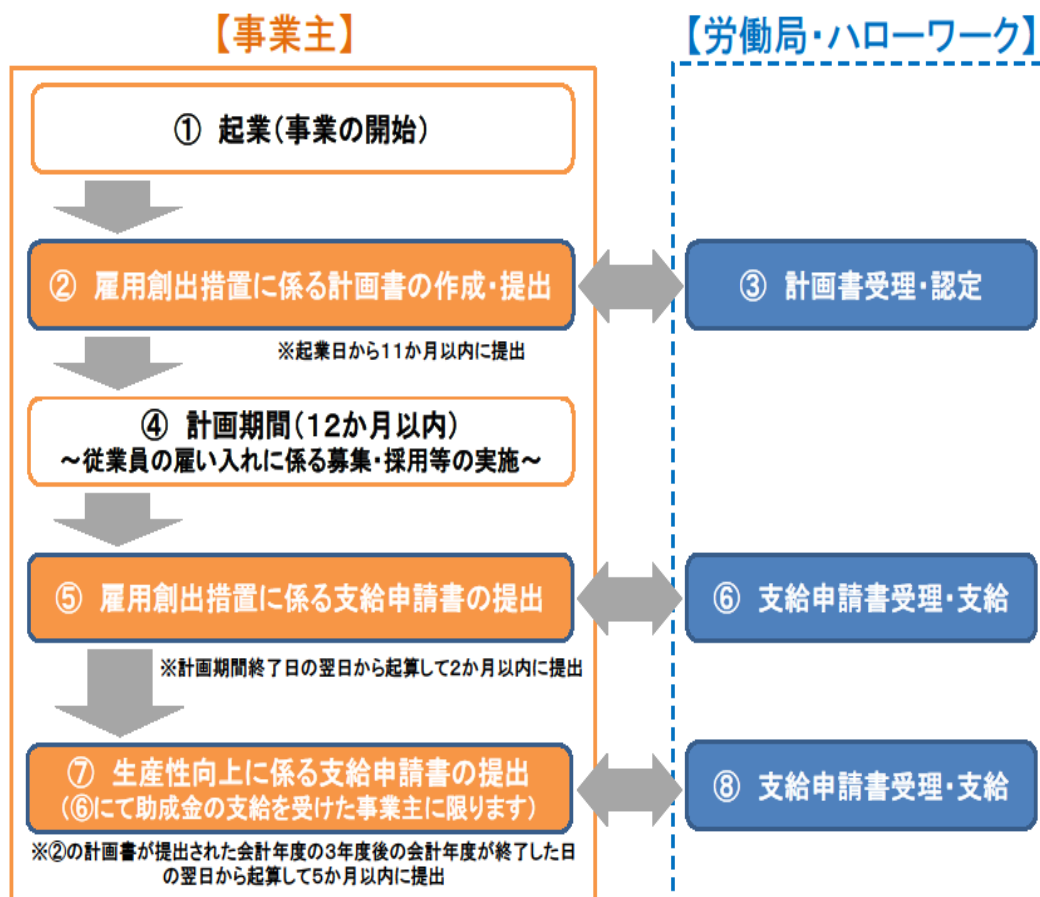 【事業主】
【労働局・ハローワーク】
① 起業(事業の開始)
② 雇用創出措置に係る計画書の作成・提出
③ 計画書受理・認定
※起業日から11か月以内に提出
④ 計画期間(12か月以内)
～従業員の雇い入れに係る募集・採用等の実施～
⑤ 雇用創出措置に係る支給申請書の提出
⑥ 支給申請書受理・支給
※計画期間終了日の翌日から起算して2か月以内に提出
⑦ 生産性向上に係る支給申請書の提出
(⑥にて助成金の支給を受けた事業主に限ります)
⑧ 支給申請書受理・支給
※②の計画書が提出された会計年度の3年度後の会計年度が終了した日
の翌日から起算して5か月以内に提出